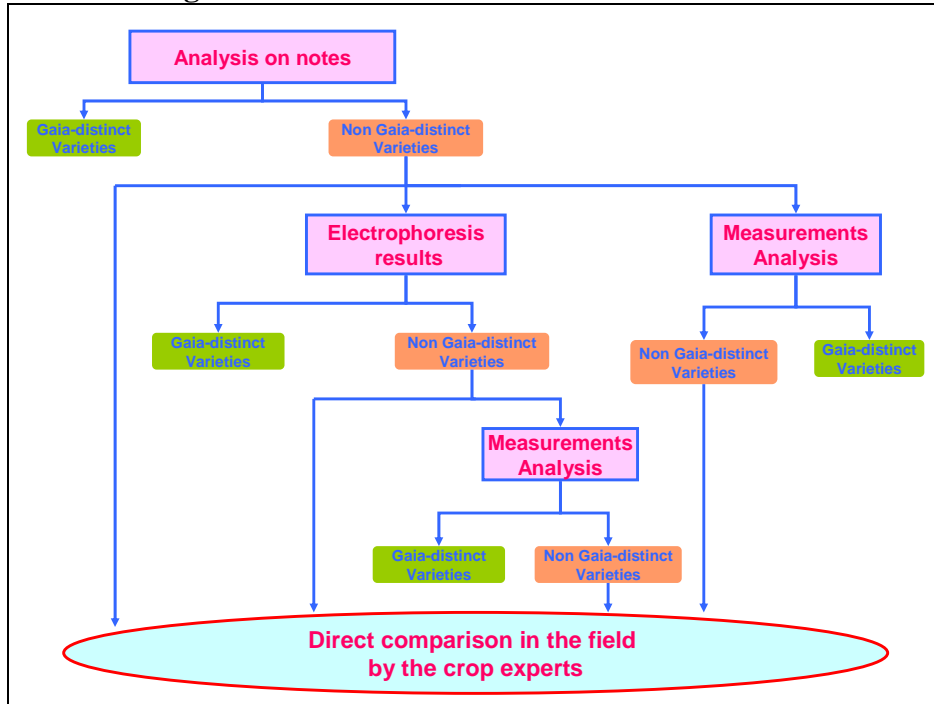 Analysis on notes
Gaia-distinct
Varieties
Non Gaia-distinct
Varieties
Electrophoresis
results
Measurements
Analysis
Gaia-distinct
Varieties
Non Gaia-distinct
Varieties
Non Gaia-distinct
Varieties
Gaia-distinct
Varieties
Measurements
Analysis
Gaia-distinct
Varieties
Non Gaia-distinct
Varieties
Direct comparison in the field
by the crop experts